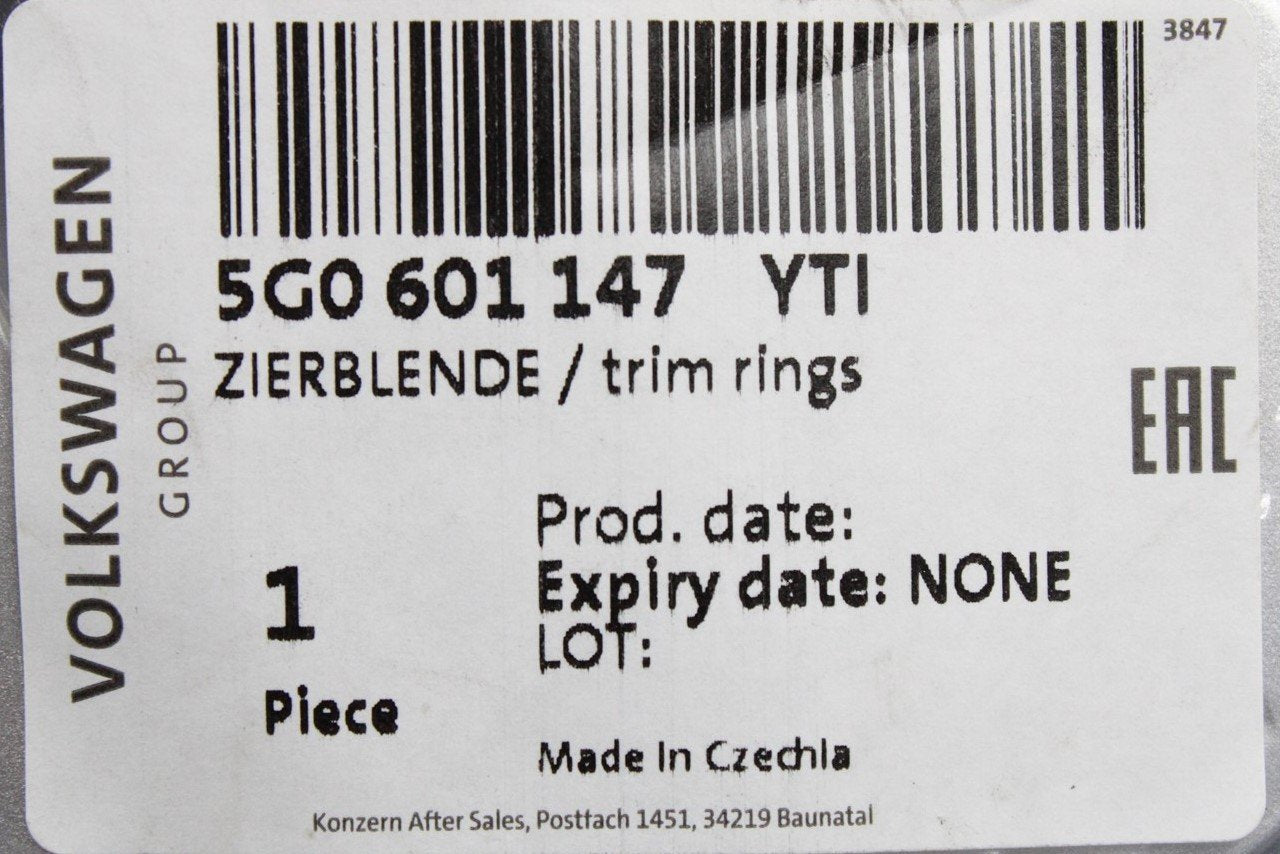 3847
VOLKSWAGEN
GROUP
5G0 601 147 YTI
ZIERBLENDE / trim rings
EAC
Prod. date:
Expiry date: NONE
LOT:
1
Piece
Made In Czechia
Konzern After Sales, Postfach 1451, 34219 Baunatal